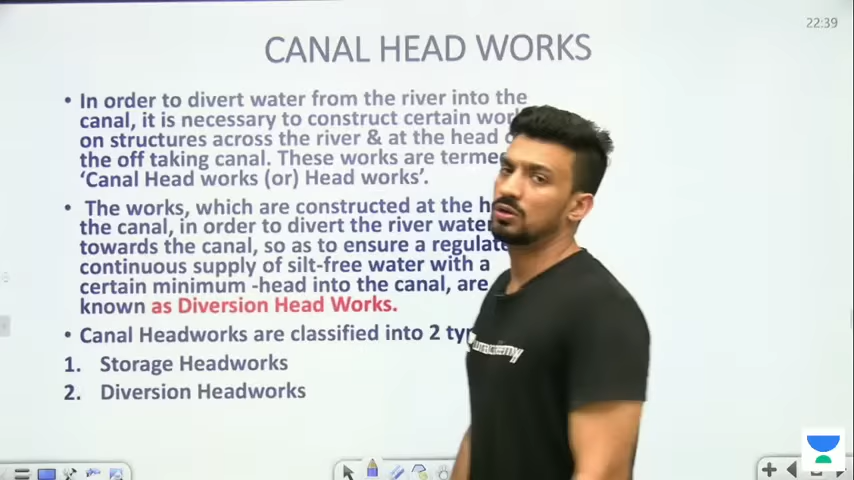 22:39
CANAL HEAD WORKS
• In order to divert water from the river into the
canal, it is necessary to construct certain
on structures across the river & at the head
the off taking canal. These works are
‘Canal Head works (or) Head works’.
• The works, which are constructed at the
the canal, in order to divert the river water
towards the canal, so as to ensure a
continuous supply of silt-free water with a
certain minimum -head into the canal, are
known as Diversion Head Works.
• Canal Headworks are classified into 2
1. Storage Headworks
2. Diversion Headworks